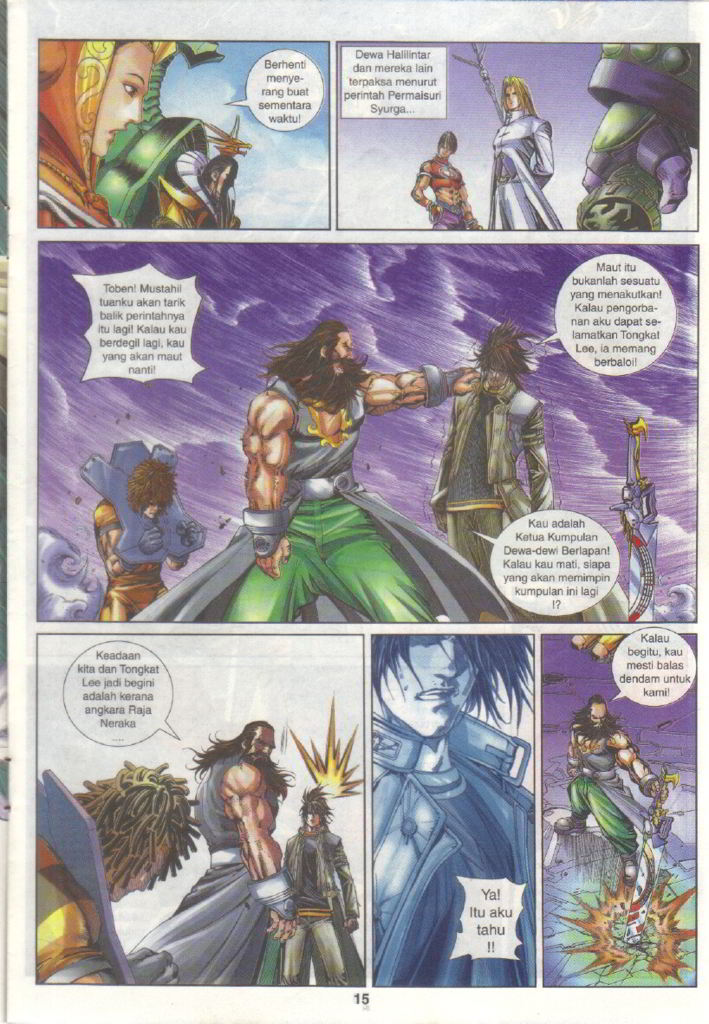 Berhenti
menye-
rang buat
sementara
waktu!
Dewa Halilintar
dan mereka lain
terpaksa menurut
perintah Permaisuri
Syurga...
Toben! Mustahil
tuanku akan tarik
balik perintahnya
itu lagi! Kalau kau
berdegil lagi, kau
yang akan maut
nanti!
Maut itu
bukanlah sesuatu
yang menakutkan!
Kalau pengorba-
nan aku dapat se-
lamatkan Tongkat
Lee, ia memang
berbaloi!
Kau adalah
Ketua Kumpulan
Dewa-dewi Berlapan!
Kalau kau mati, siapa
yang akan memimpin
kumpulan ini lagi
!?
Keadaan
kita dan Tongkat
Lee jadi begini
adalah kerana
angkara Raja
Neraka
....
Ya!
Itu aku
tahu
!!
Kalau
begitu, kau
mesti balas
dendam untuk
kami!
15